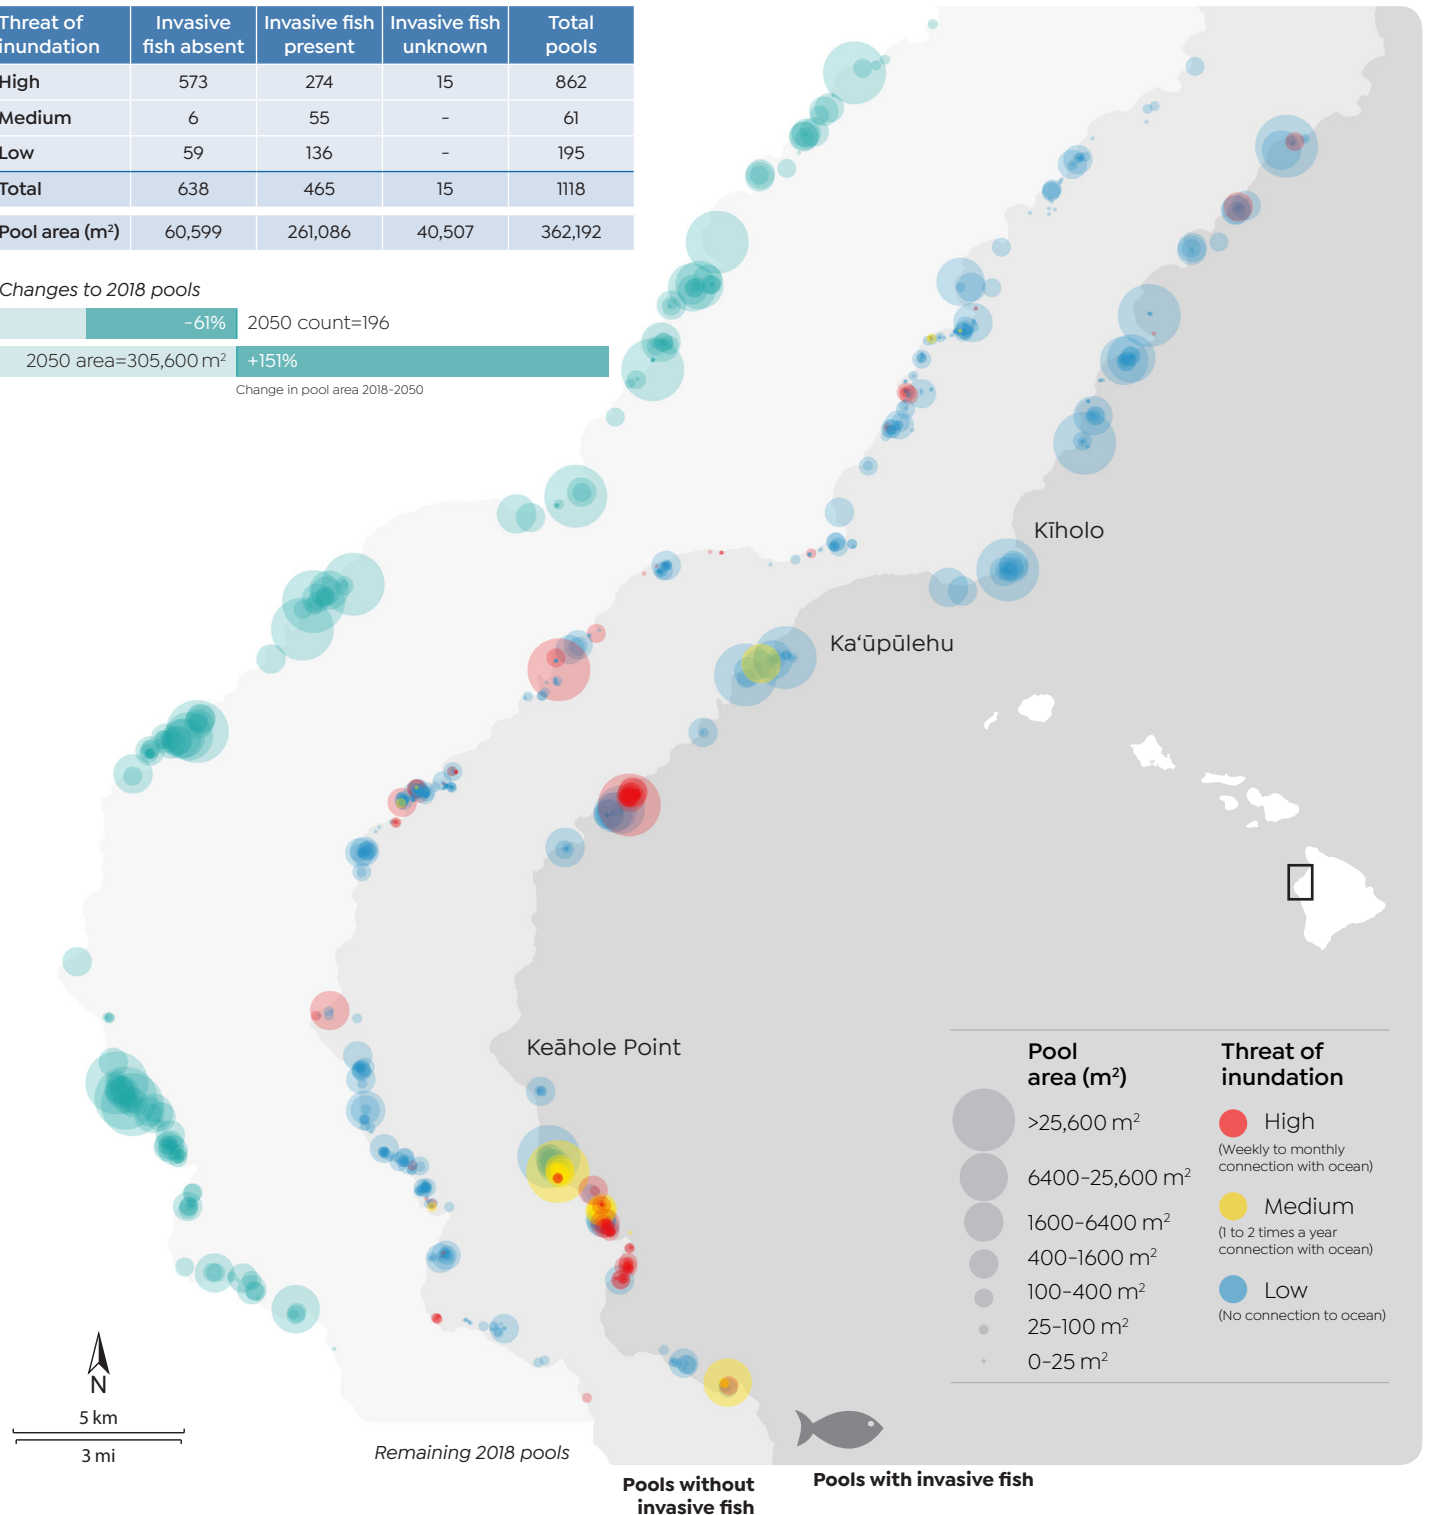 Threat of inundation | Invasive fish absent | Invasive fish present | Invasive fish unknown | Total pools
High | 573 | 274 | 15 | 862
Medium | 6 | 55 | - | 61
Low | 59 | 136 | - | 195
Total | 638 | 465 | 15 | 1118
Pool area (m²) | 60,599 | 261,086 | 40,507 | 362,192
Changes to 2018 pools
-61% 2050 count=196
2050 area=305,600 m² +151%
Change in pool area 2018-2050
Kīholo
Kaʻūpūlehu
Keāhole Point
Pool
area (m²)
>25,600 m²
6400-25,600 m²
1600-6400 m²
400-1600 m²
100-400 m²
25-100 m²
0-25 m²
Threat of
inundation
High
(Weekly to monthly
connection with ocean)
Medium
(1 to 2 times a year
connection with ocean)
Low
(No connection to ocean)
N
5 km
3 mi
Remaining 2018 pools
Pools without
invasive fish
Pools with invasive fish